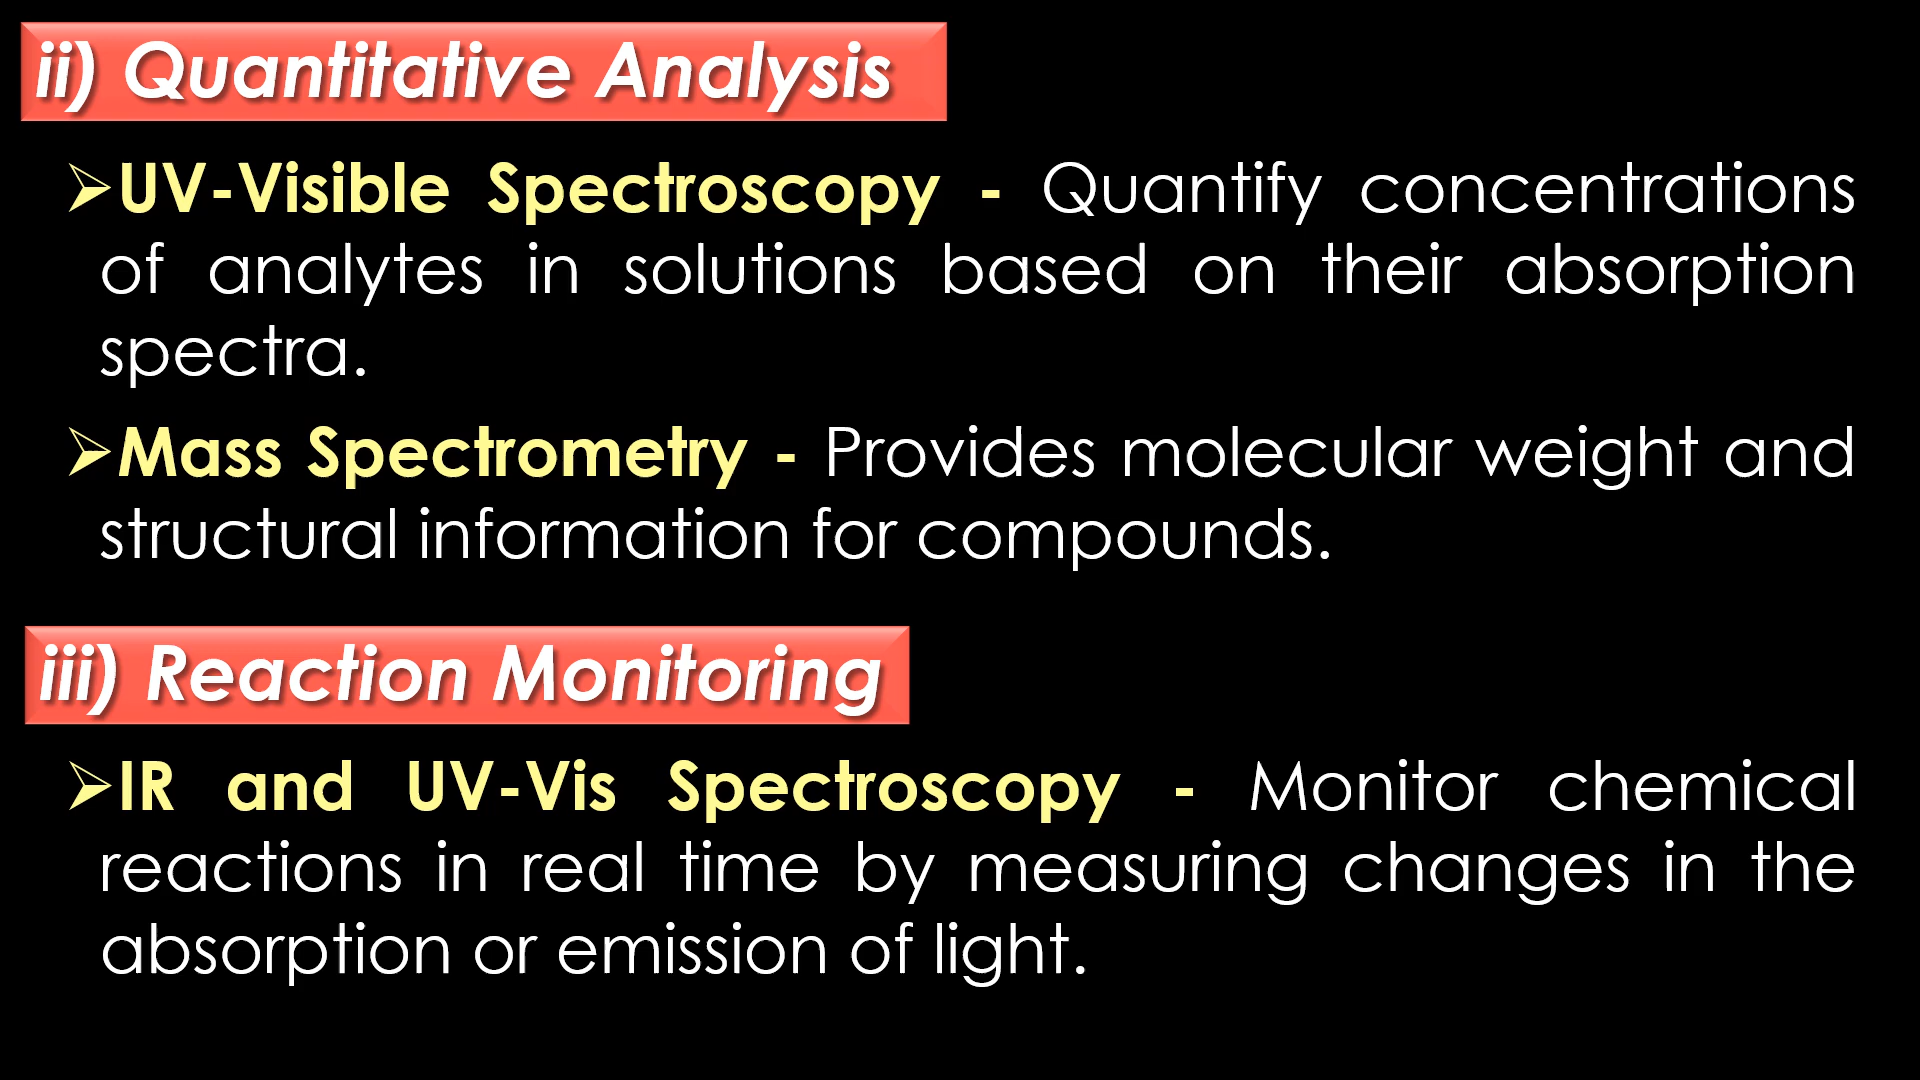 ii) Quantitative Analysis
➢UV-Visible Spectroscopy - Quantify concentrations
of analytes in solutions based on their absorption
spectra.
➢Mass Spectrometry - Provides molecular weight and
structural information for compounds.
iii) Reaction Monitoring
➢IR and UV-Vis Spectroscopy - Monitor chemical
reactions in real time by measuring changes in the
absorption or emission of light.